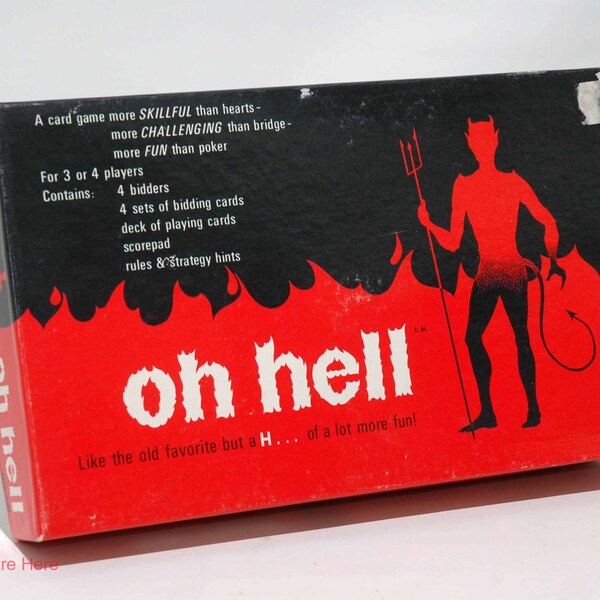 A card game more SKILLFUL than hearts-
more CHALLENGING than bridge-
more FUN than poker
For 3 or 4 players
Contains: 4 bidders
4 sets of bidding cards
deck of playing cards
scorepad
rules & strategy hints
oh hell T.M.
Like the old favorite but a H... of a lot more fun!
oh hell
re Here